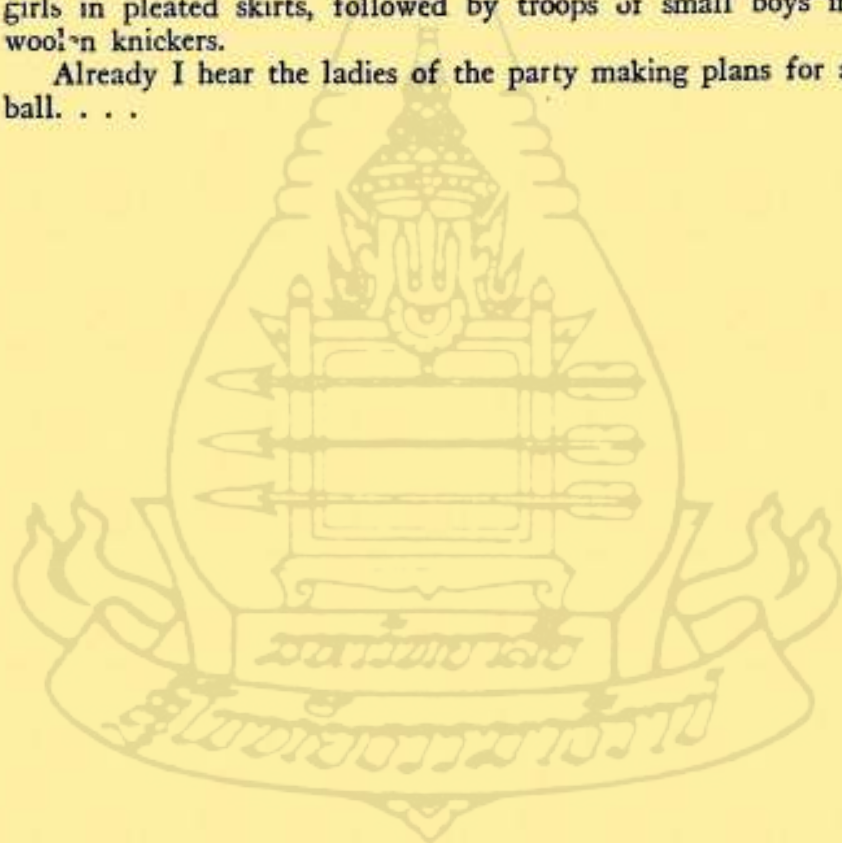 girls in pleated skirts, followed by troops of small boys in
woolen knickers.
Already I hear the ladies of the party making plans for a
ball. . . .